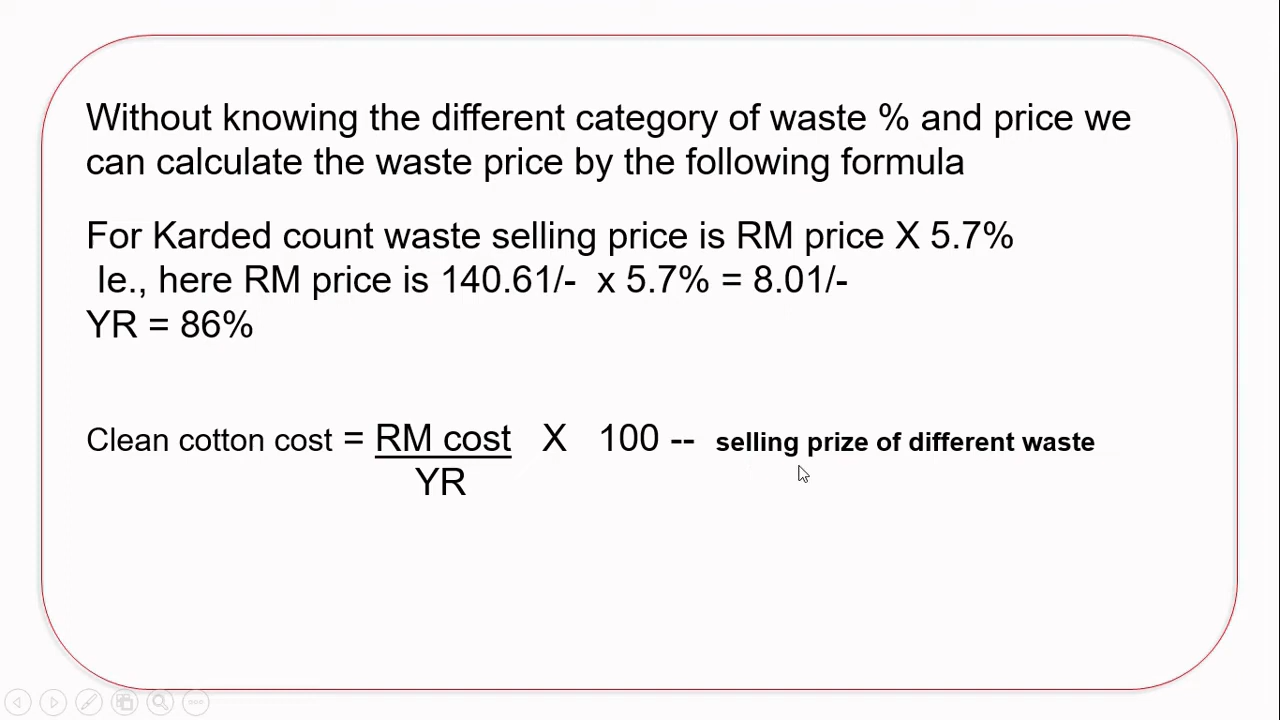 Without knowing the different category of waste % and price we
can calculate the waste price by the following formula
For Karded count waste selling price is RM price X 5.7%
Ie., here RM price is 140.61/- x 5.7% = 8.01/-
YR = 86%
Clean cotton cost = RM cost X 100 -- selling prize of different waste
YR